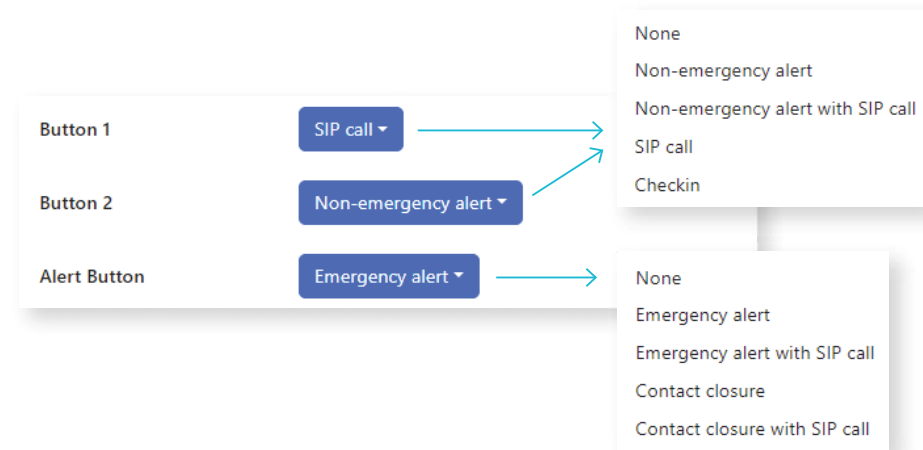 Button 1
SIP call
Button 2
Non-emergency alert
Alert Button
Emergency alert
None
Non-emergency alert
Non-emergency alert with SIP call
SIP call
Checkin
None
Emergency alert
Emergency alert with SIP call
Contact closure
Contact closure with SIP call